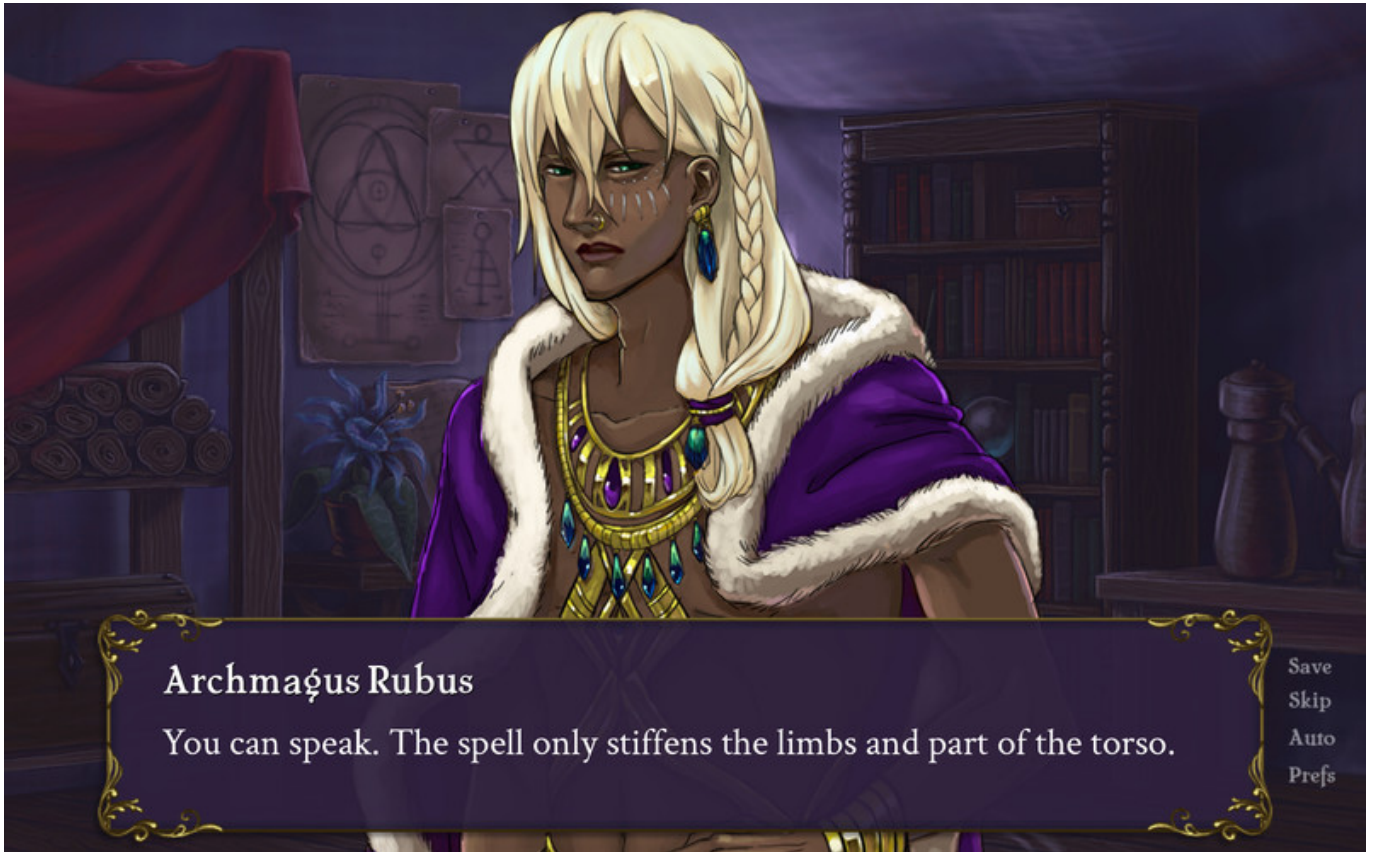 Archmagus Rubus
You can speak. The spell only stiffens the limbs and part of the torso.
Save
Skip
Auto
Prefs